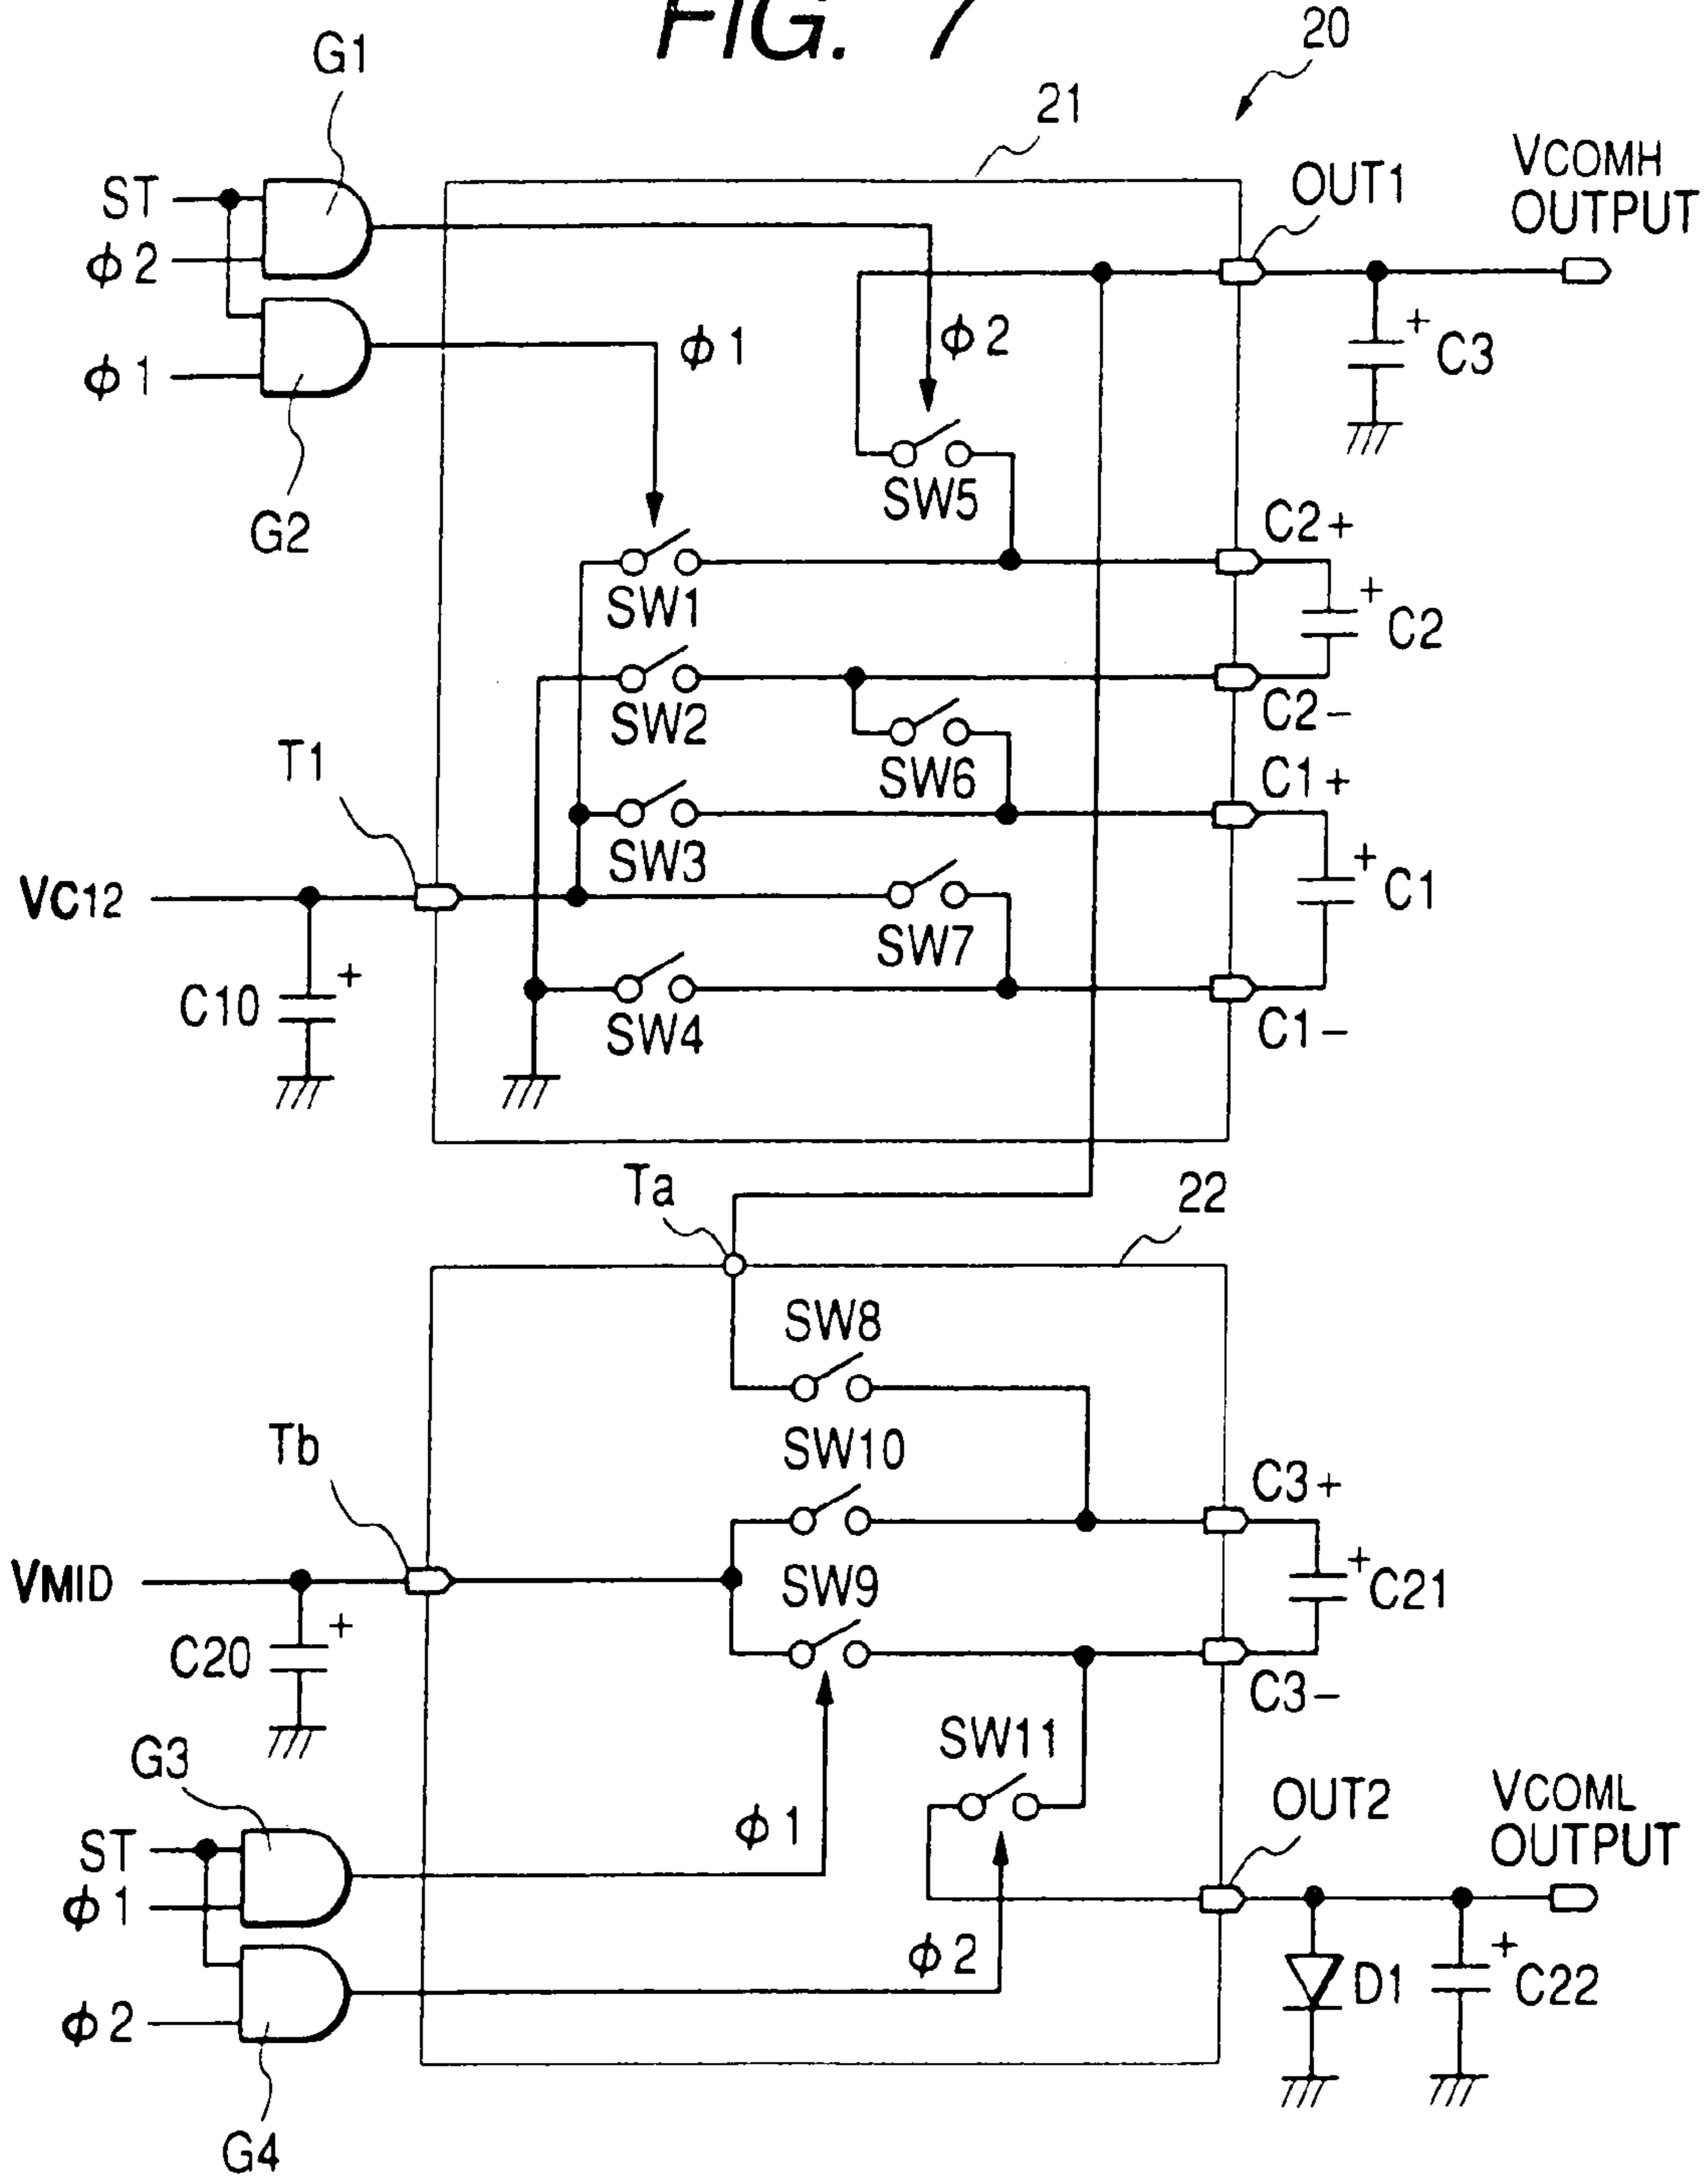 FIG. 7
20
G1
21
ST
φ2
φ1
G2
φ1
φ2
OUT1
VCOMH
OUTPUT
+
C3
SW5
C2+
SW1
+
C2
SW2
C2-
SW6
C1+
T1
SW3
+
C1
VC12
SW7
+
C10
SW4
C1-
Ta
22
SW8
Tb
SW10
C3+
VMID
SW9
+
C21
+
C20
C3-
G3
SW11
φ1
OUT2
VCOML
OUTPUT
ST
φ1
φ2
φ2
+
D1
C22
G4